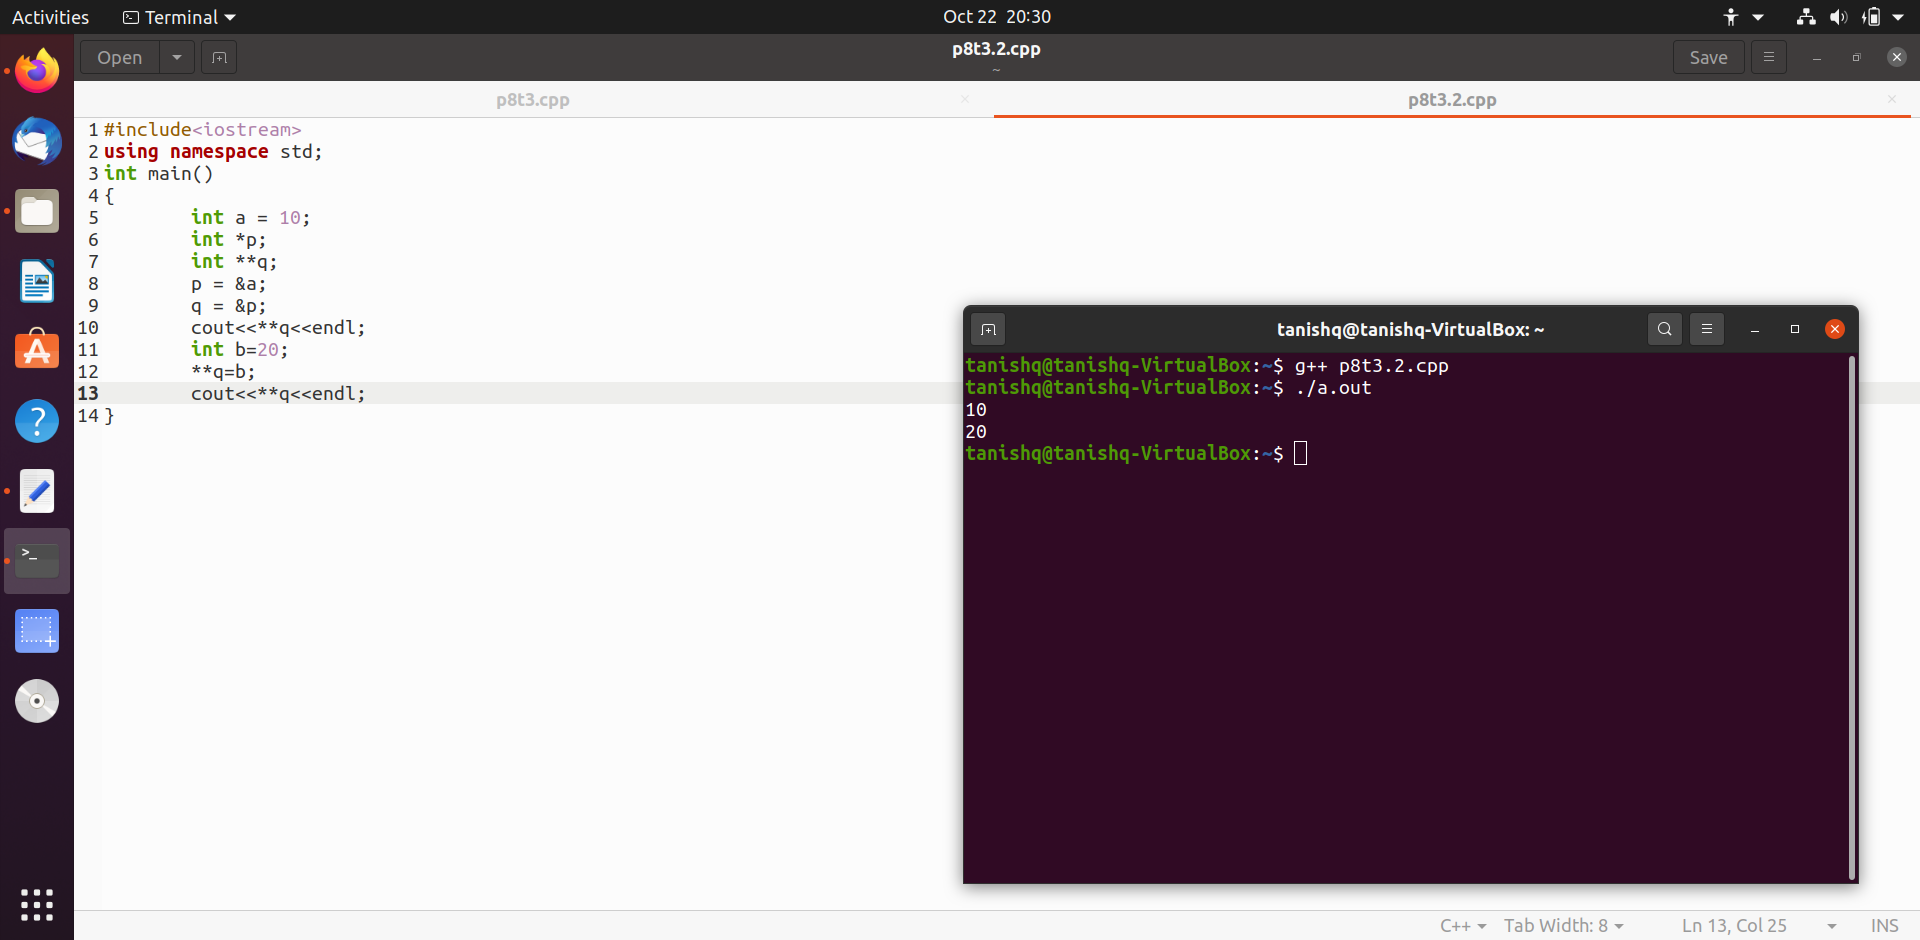 Activities Terminal Oct 22 20:30
Open p8t3.2.cpp Save
~
p8t3.cpp p8t3.2.cpp
1 #include<iostream>
2 using namespace std;
3 int main()
4 {
5 int a = 10;
6 int *p;
7 int **q;
8 p = &a;
9 q = &p;
10 cout<<**q<<endl;
11 int b=20;
12 **q=b;
13 cout<<**q<<endl;
14 }
tanishq@tanishq-VirtualBox: ~
tanishq@tanishq-VirtualBox:~$ g++ p8t3.2.cpp
tanishq@tanishq-VirtualBox:~$ ./a.out
10
20
tanishq@tanishq-VirtualBox:~$
C++ Tab Width: 8 Ln 13, Col 25 INS